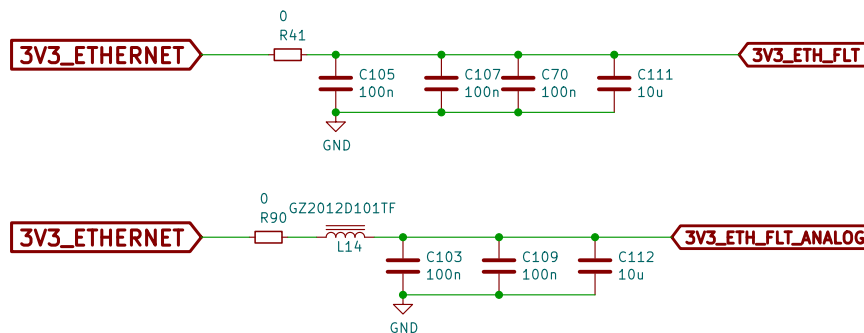 0
R41
3V3_ETHERNET
3V3_ETH_FLT
C105
100n
C107
100n
C70
100n
C111
10u
GND
0
R90
GZ2012D101TF
L14
3V3_ETHERNET
3V3_ETH_FLT_ANALOG
C103
100n
C109
100n
C112
10u
GND